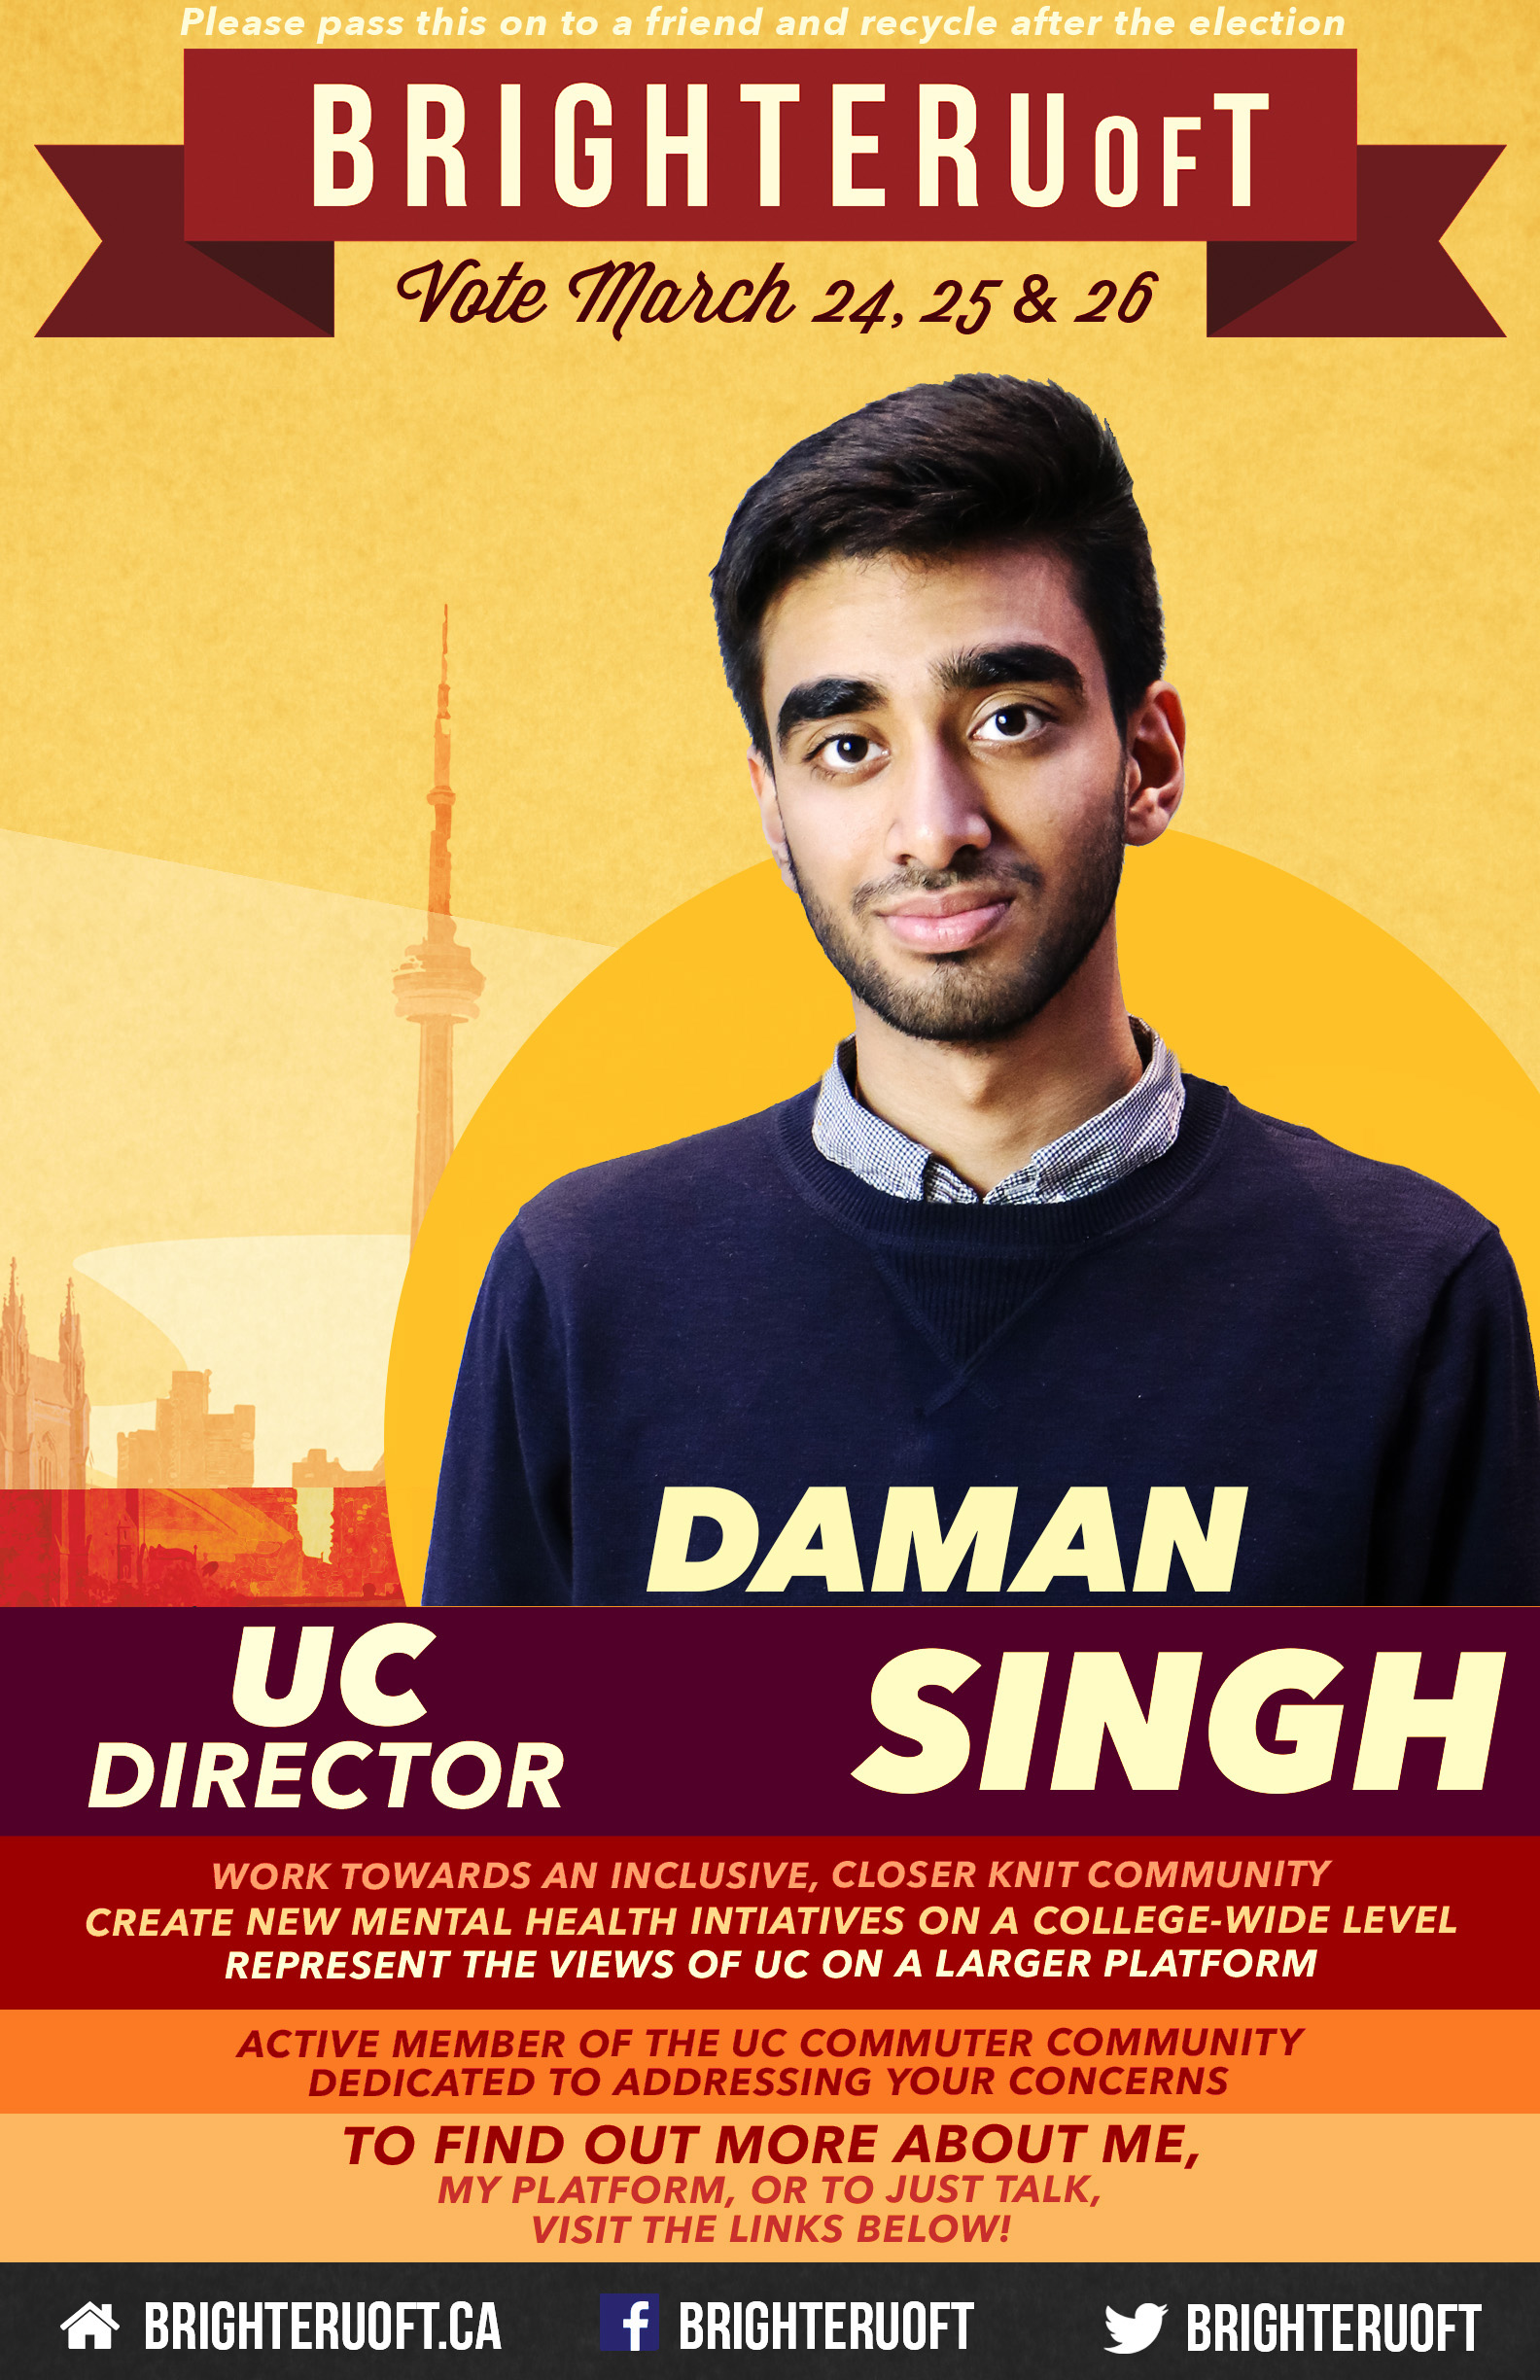 Please pass this on to a friend and recycle after the election
BRIGHTERUOFT
Vote March 24, 25 & 26
DAMAN
SINGH
UC
DIRECTOR
WORK TOWARDS AN INCLUSIVE, CLOSER KNIT COMMUNITY
CREATE NEW MENTAL HEALTH INTIATIVES ON A COLLEGE-WIDE LEVEL
REPRESENT THE VIEWS OF UC ON A LARGER PLATFORM
ACTIVE MEMBER OF THE UC COMMUTER COMMUNITY
DEDICATED TO ADDRESSING YOUR CONCERNS
TO FIND OUT MORE ABOUT ME,
MY PLATFORM, OR TO JUST TALK,
VISIT THE LINKS BELOW!
BRIGHTERUOFT.CA
f BRIGHTERUOFT
BRIGHTERUOFT